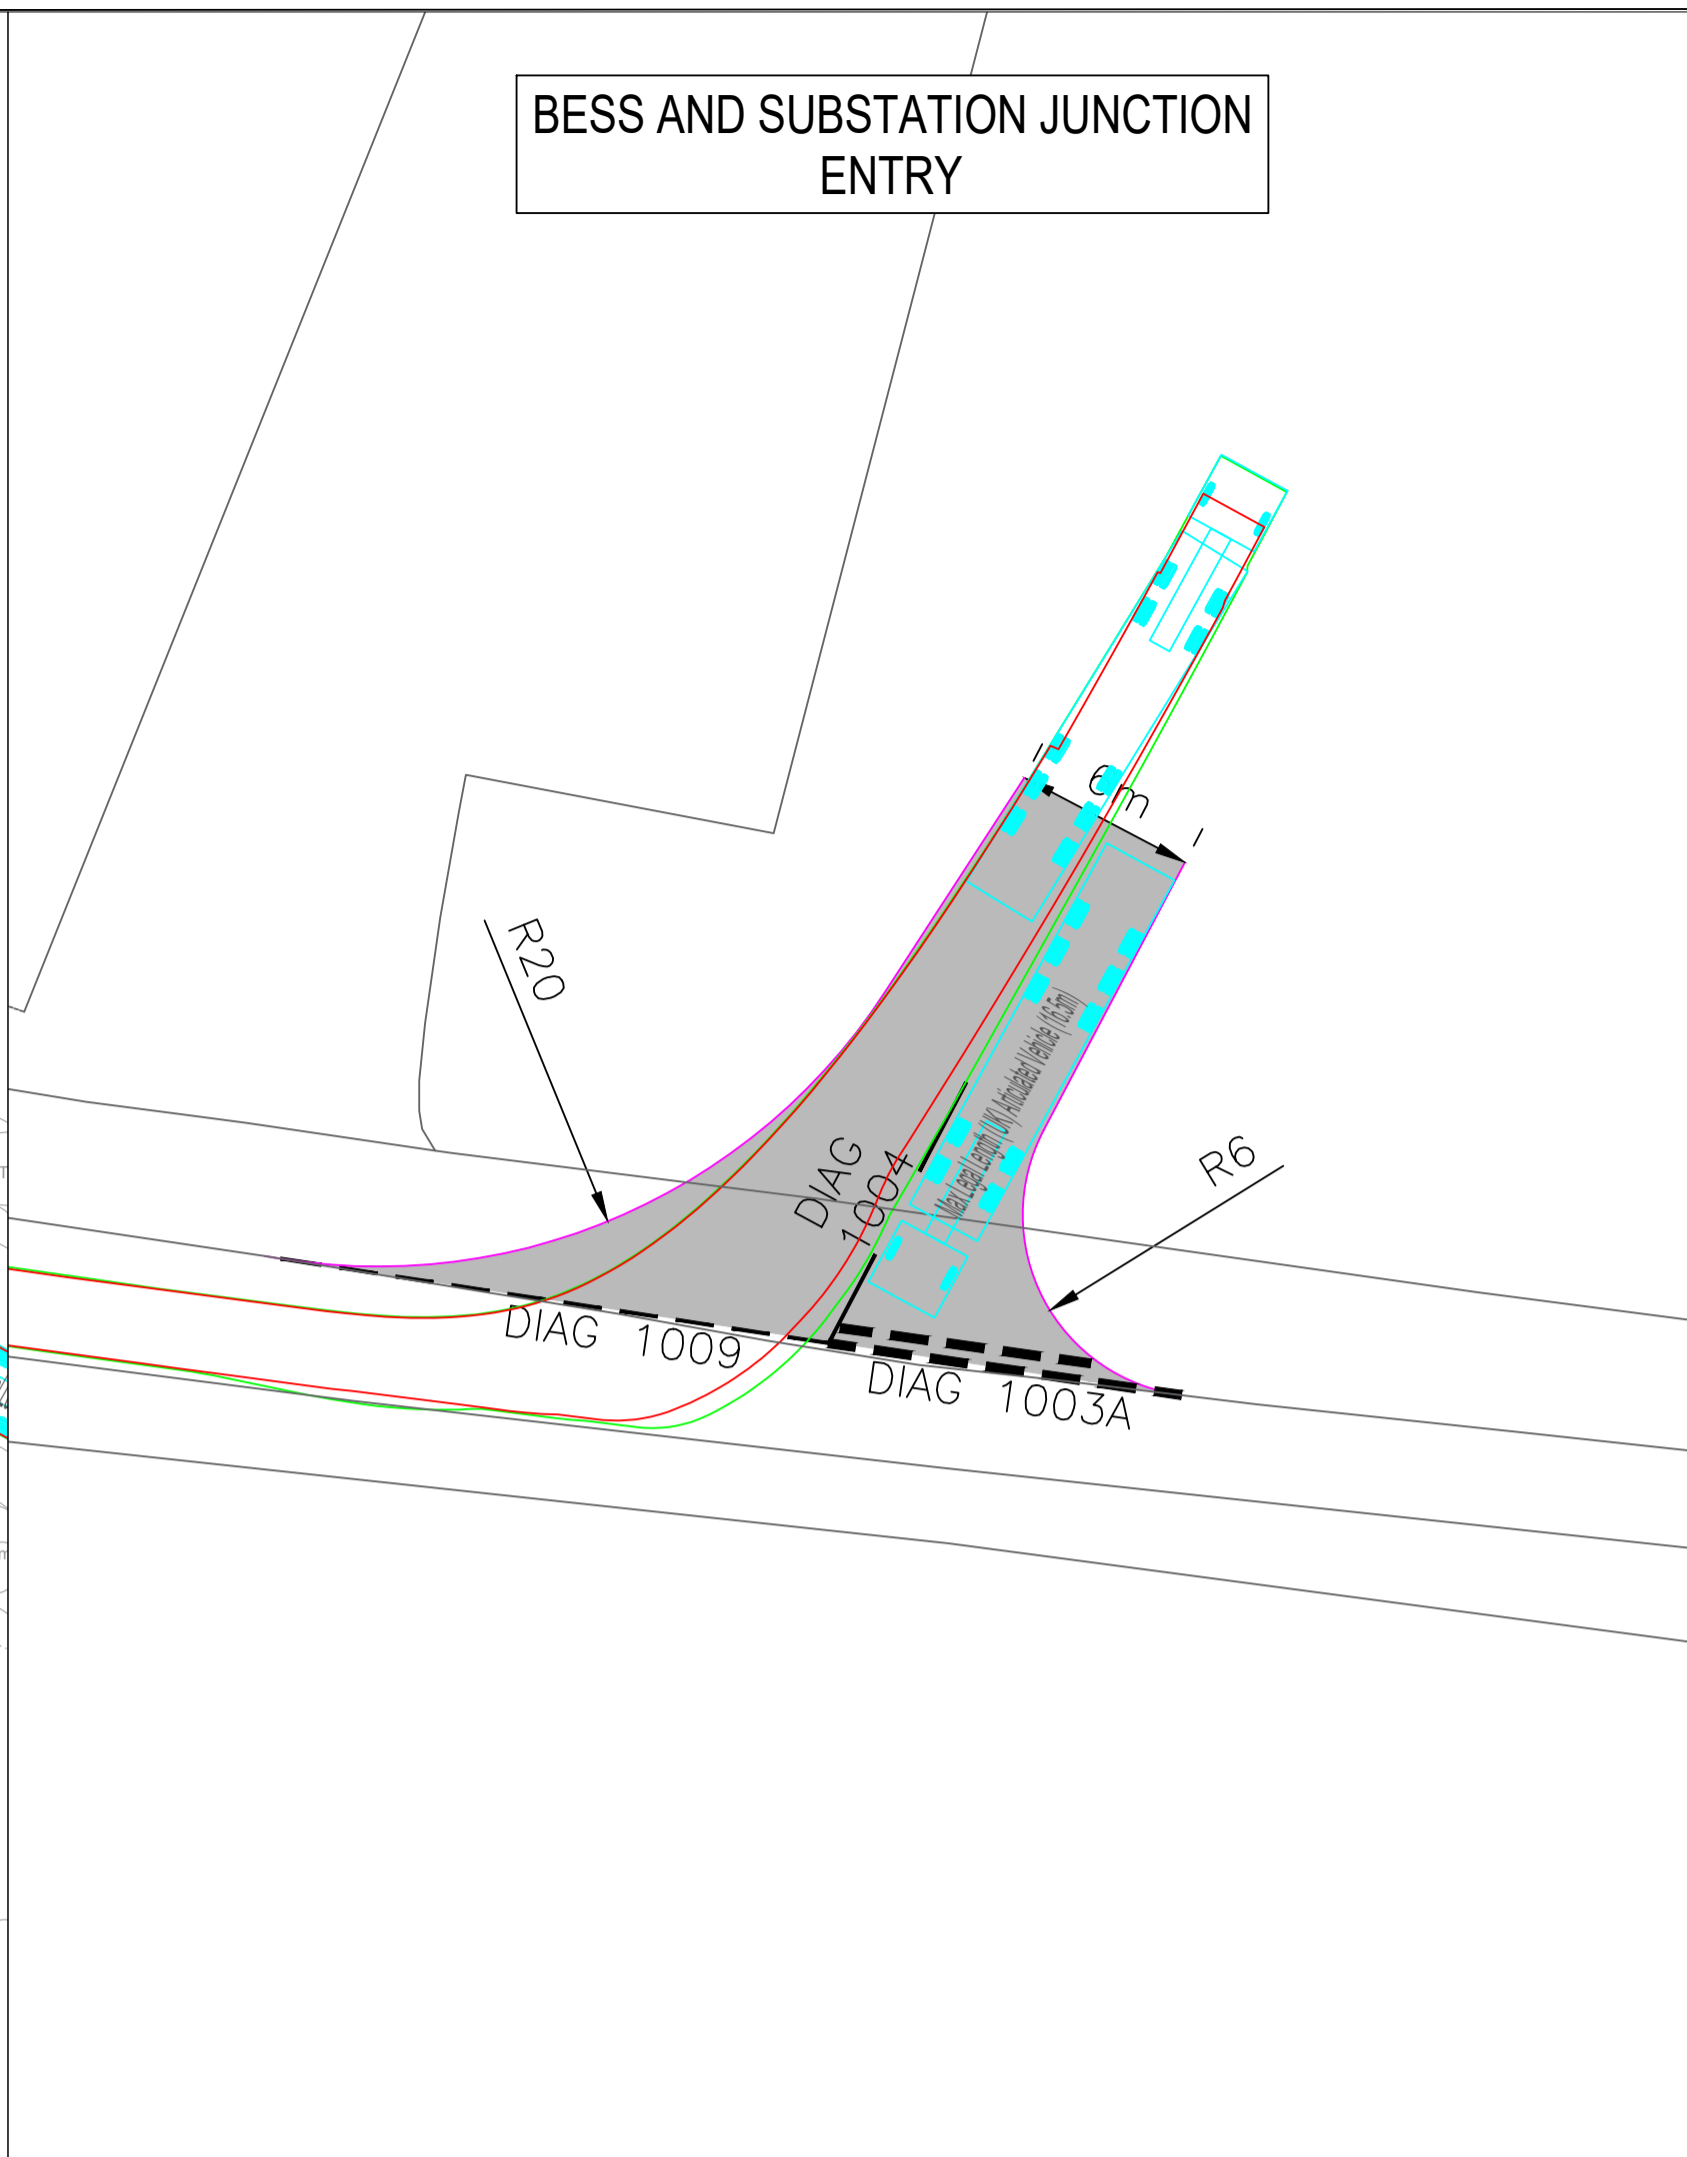 BESS AND SUBSTATION JUNCTION
ENTRY
6m
R20
Max Legal Length (UK) Articulated Vehicle (16.5m)
DIAG
1004
R6
DIAG 1009
DIAG 1003A